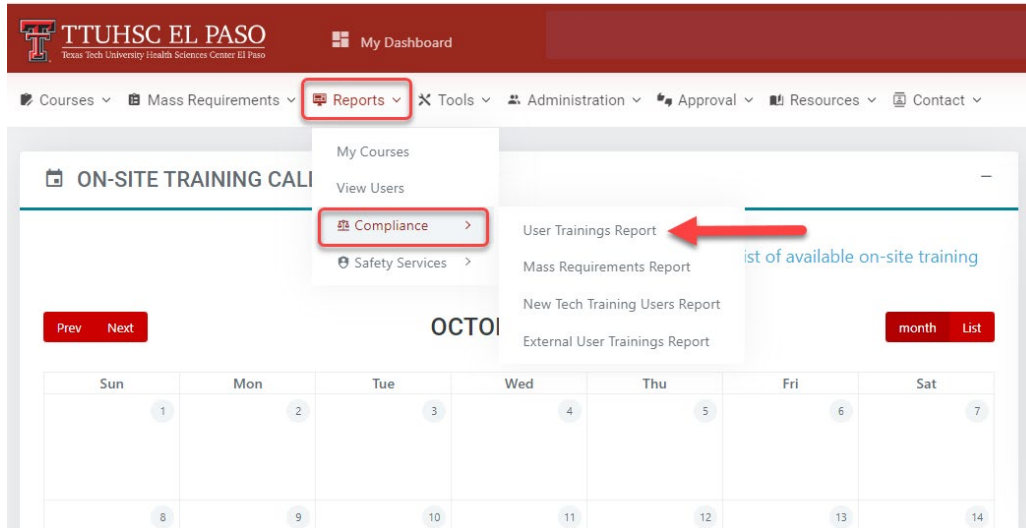 TTUHSC EL PASO
Texas Tech University Health Sciences Center El Paso
My Dashboard
Courses Mass Requirements Reports Tools Administration Approval Resources Contact
My Courses
View Users
Compliance
Safety Services
User Trainings Report
Mass Requirements Report
New Tech Training Users Report
External User Trainings Report
ON-SITE TRAINING CAL
ist of available on-site training
Prev Next
OCTO
month List
Sun Mon Tue Wed Thu Fri Sat
1 2 3 4 5 6 7
8 9 10 11 12 13 14